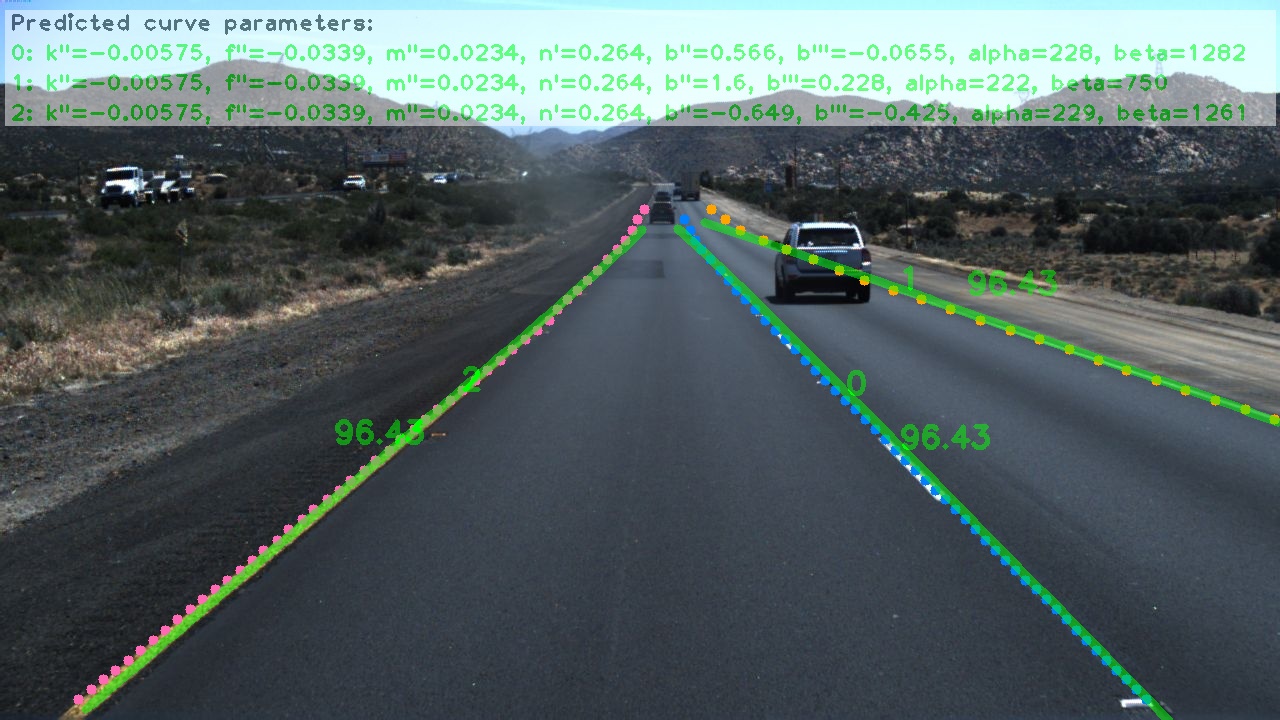 Predicted curve parameters:
0: k''=-0.00575, f''=-0.0339, m''=0.0234, n'=0.264, b''=0.566, b'''=-0.0655, alpha=228, beta=1282
1: k''=-0.00575, f''=-0.0339, m''=0.0234, n'=0.264, b''=1.6, b'''=0.228, alpha=222, beta=750
2: k''=-0.00575, f''=-0.0339, m''=0.0234, n'=0.264, b''=-0.649, b'''=-0.425, alpha=229, beta=1261
1 96.43
2 0
96.43 96.43